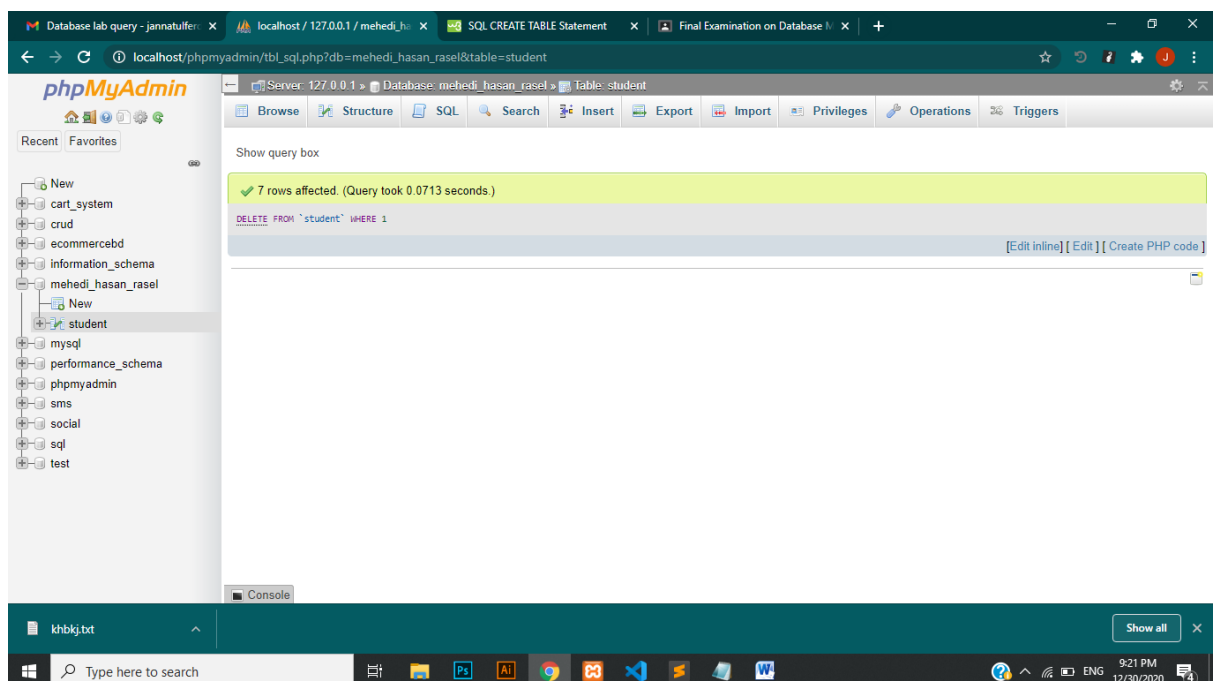 Database lab query - jannatulferc
localhost / 127.0.0.1 / mehedi_ha
SQL CREATE TABLE Statement
Final Examination on Database M
localhost/phpmyadmin/tbl_sql.php?db=mehedi_hasan_rasel&table=student
J
phpMyAdmin
Recent Favorites
New
cart_system
crud
ecommercebd
information_schema
mehedi_hasan_rasel
New
student
mysql
performance_schema
phpmyadmin
sms
social
sql
test
Server: 127.0.0.1 » Database: mehedi_hasan_rasel » Table: student
Browse Structure SQL Search Insert Export Import Privileges Operations Triggers
Show query box
7 rows affected. (Query took 0.0713 seconds.)
DELETE FROM `student` WHERE 1
[Edit inline] [ Edit ] [ Create PHP code ]
Console
khbkj.txt
Show all
Type here to search
Ps
Ai
W
ENG
9:21 PM
12/30/2020
4